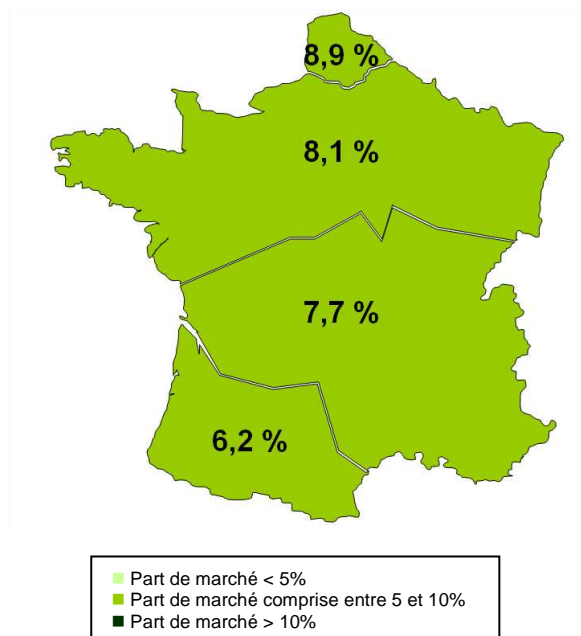 8,9 %
8,1 %
7,7 %
6,2 %
Part de marché < 5%
Part de marché comprise entre 5 et 10%
Part de marché > 10%